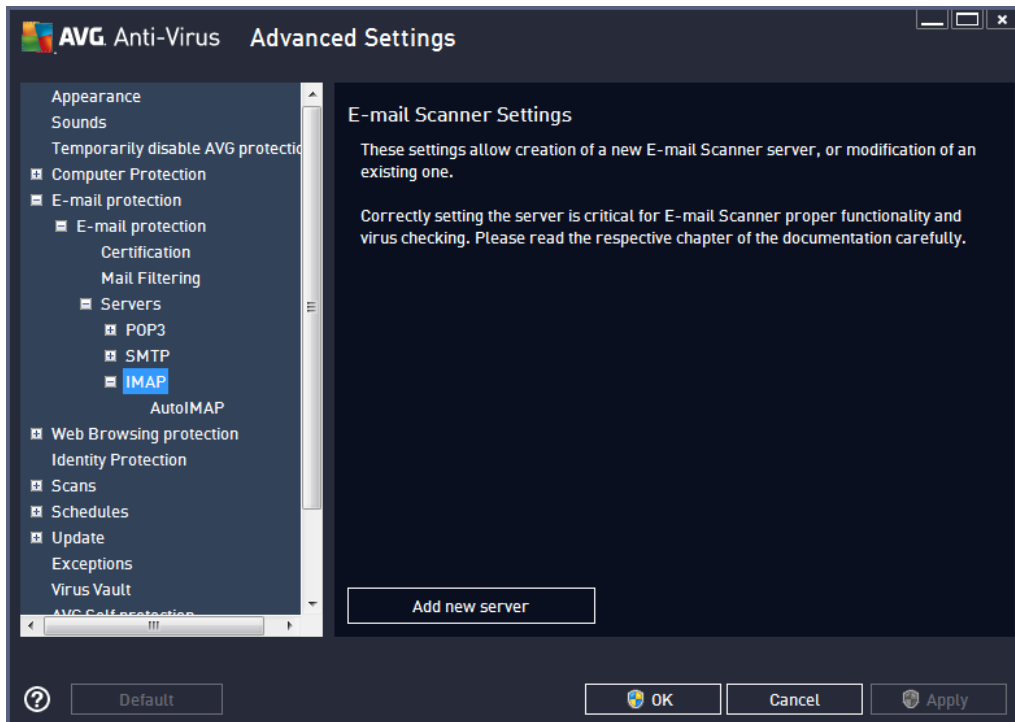 AVG. Anti-Virus Advanced Settings
Appearance
Sounds
Temporarily disable AVG protectio
Computer Protection
E-mail protection
E-mail protection
Certification
Mail Filtering
Servers
POP3
SMTP
IMAP
AutoIMAP
Web Browsing protection
Identity Protection
Scans
Schedules
Update
Exceptions
Virus Vault
AVG Self protection
E-mail Scanner Settings
These settings allow creation of a new E-mail Scanner server, or modification of an
existing one.
Correctly setting the server is critical for E-mail Scanner proper functionality and
virus checking. Please read the respective chapter of the documentation carefully.
Add new server
? Default OK Cancel Apply